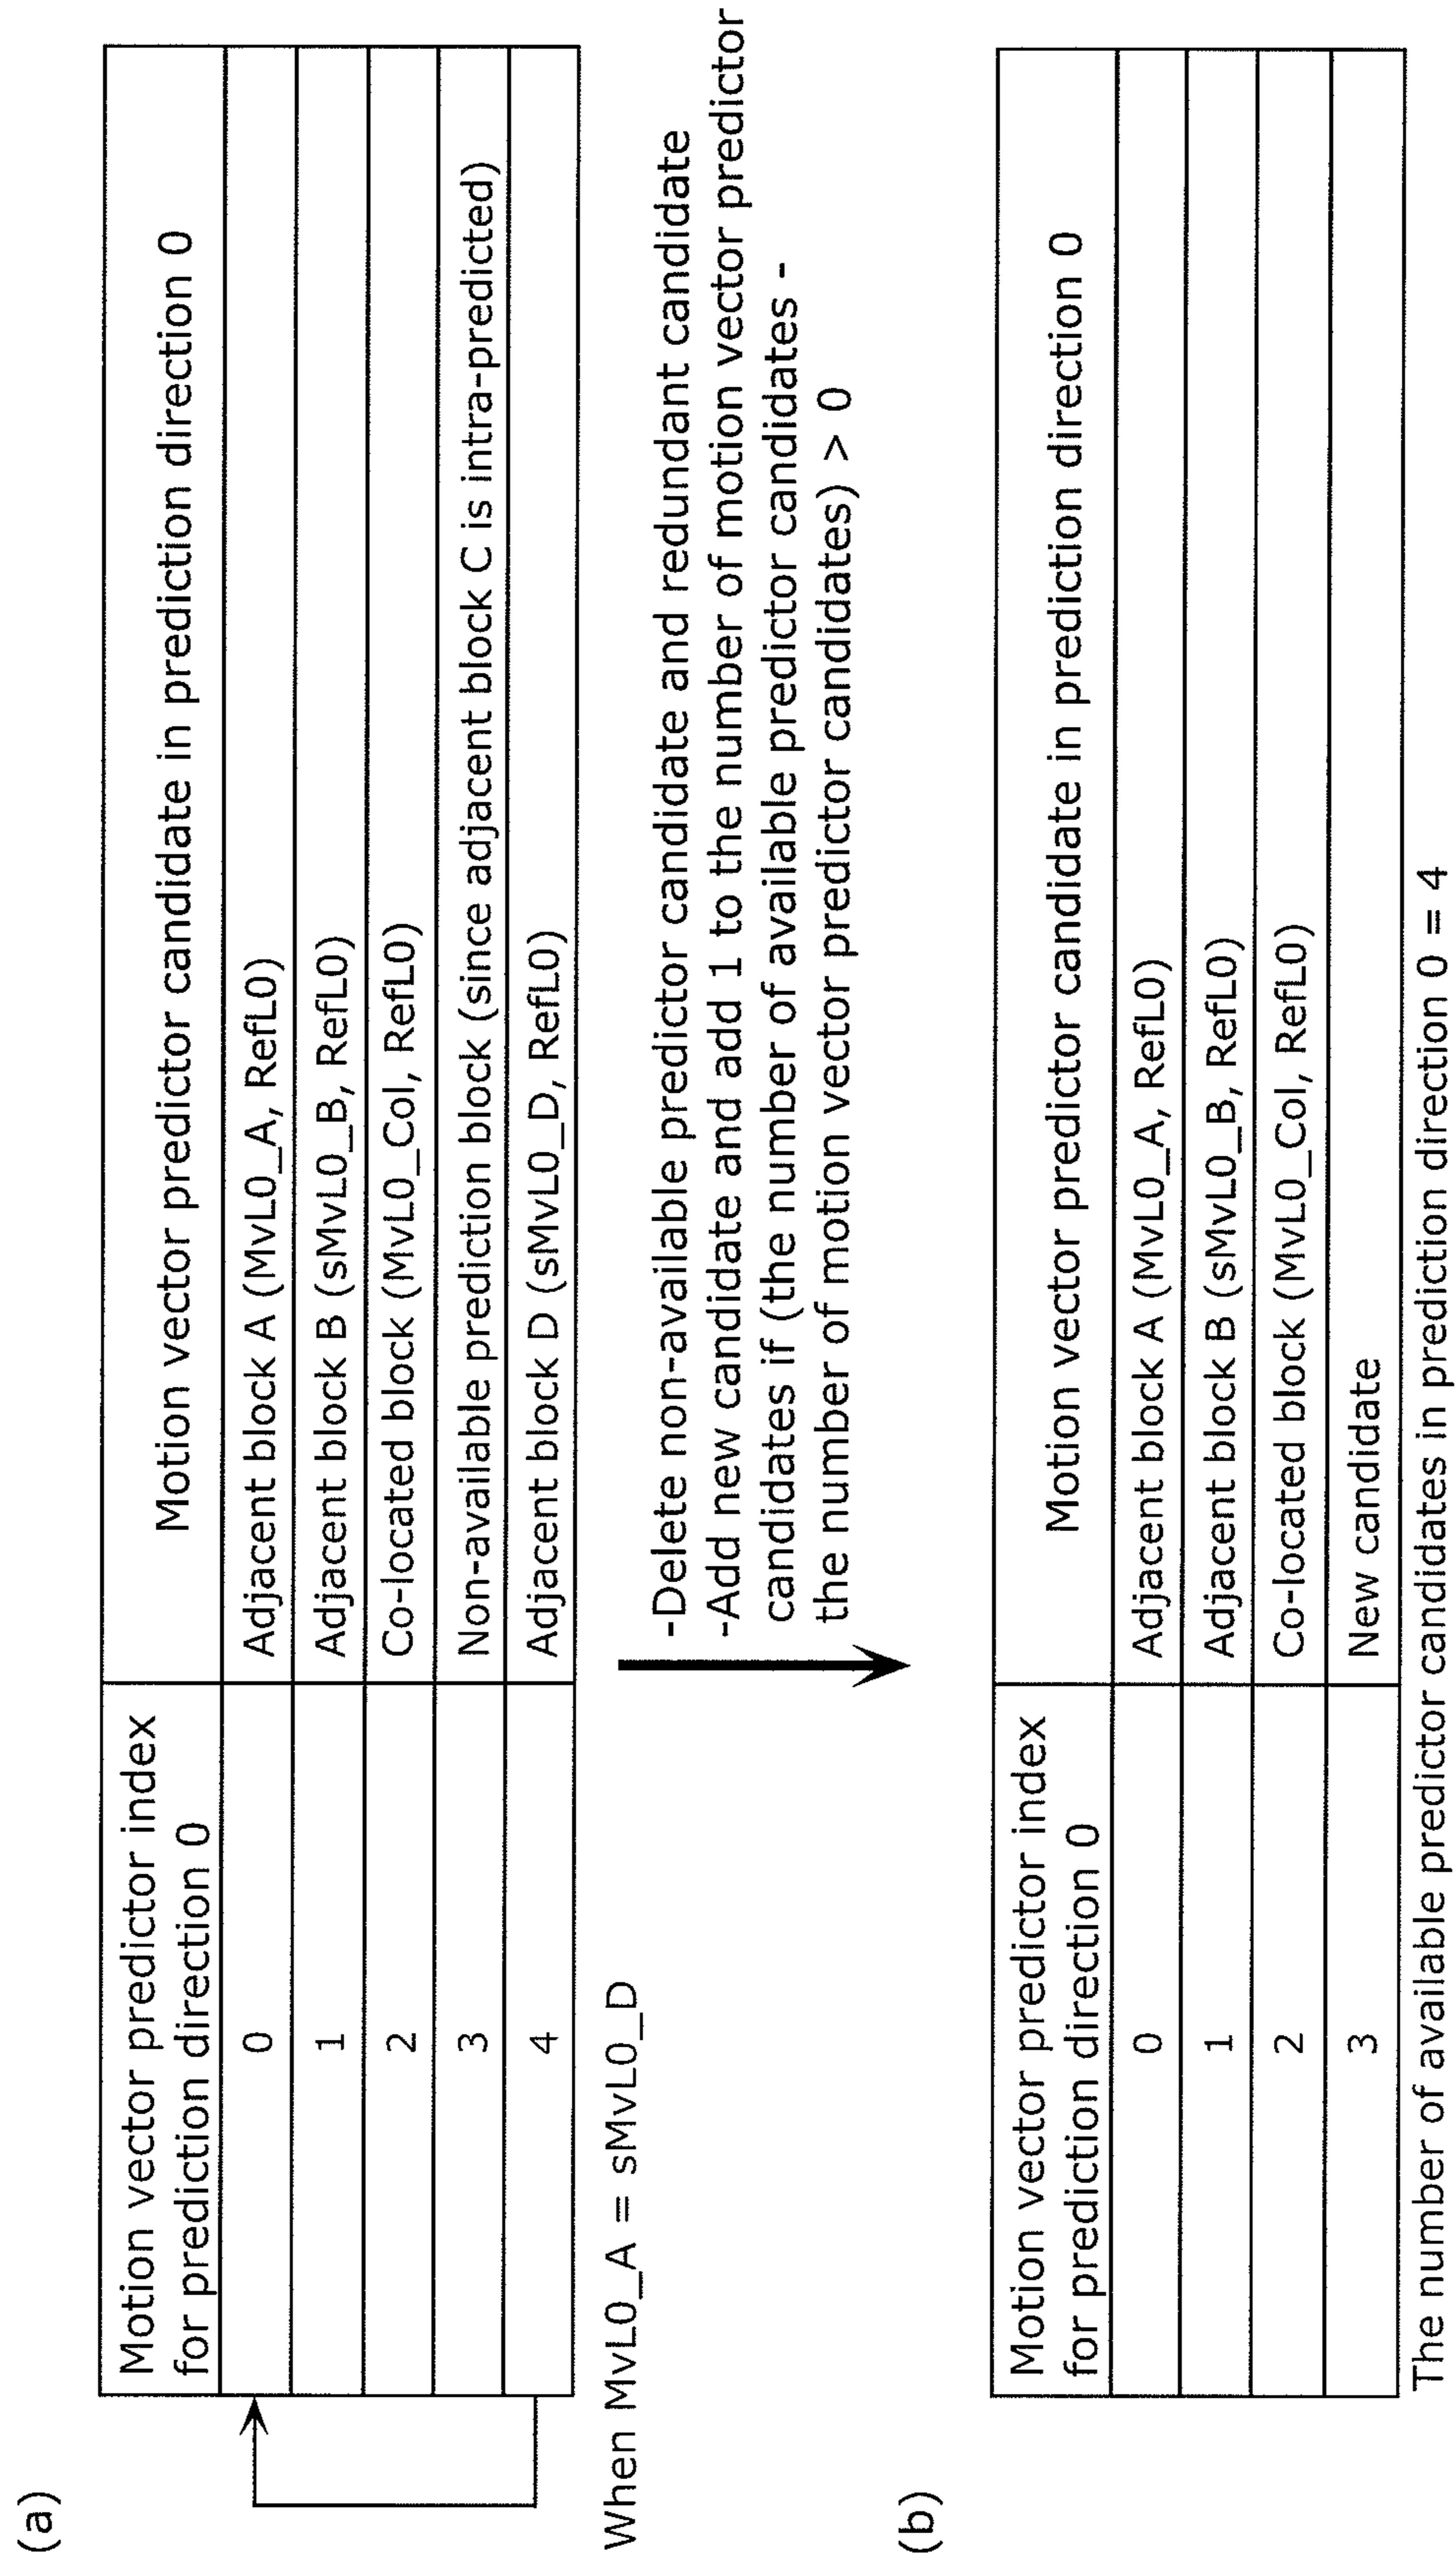 (a)
Motion vector predictor index
for prediction direction 0
Motion vector predictor candidate in prediction direction 0
0
Adjacent block A (MvL0_A, RefL0)
1
Adjacent block B (sMvL0_B, RefL0)
2
Co-located block (MvL0_Col, RefL0)
3
Non-available prediction block (since adjacent block C is intra-predicted)
4
Adjacent block D (sMvL0_D, RefL0)
When MvL0_A = sMvL0_D
-Delete non-available predictor candidate and redundant candidate
-Add new candidate and add 1 to the number of motion vector predictor
candidates if (the number of available predictor candidates -
the number of motion vector predictor candidates) > 0
(b)
Motion vector predictor index
for prediction direction 0
Motion vector predictor candidate in prediction direction 0
0
Adjacent block A (MvL0_A, RefL0)
1
Adjacent block B (sMvL0_B, RefL0)
2
Co-located block (MvL0_Col, RefL0)
3
New candidate
The number of available predictor candidates in prediction direction 0 = 4